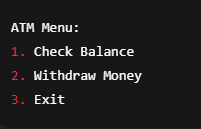 ATM Menu:
1. Check Balance
2. Withdraw Money
3. Exit